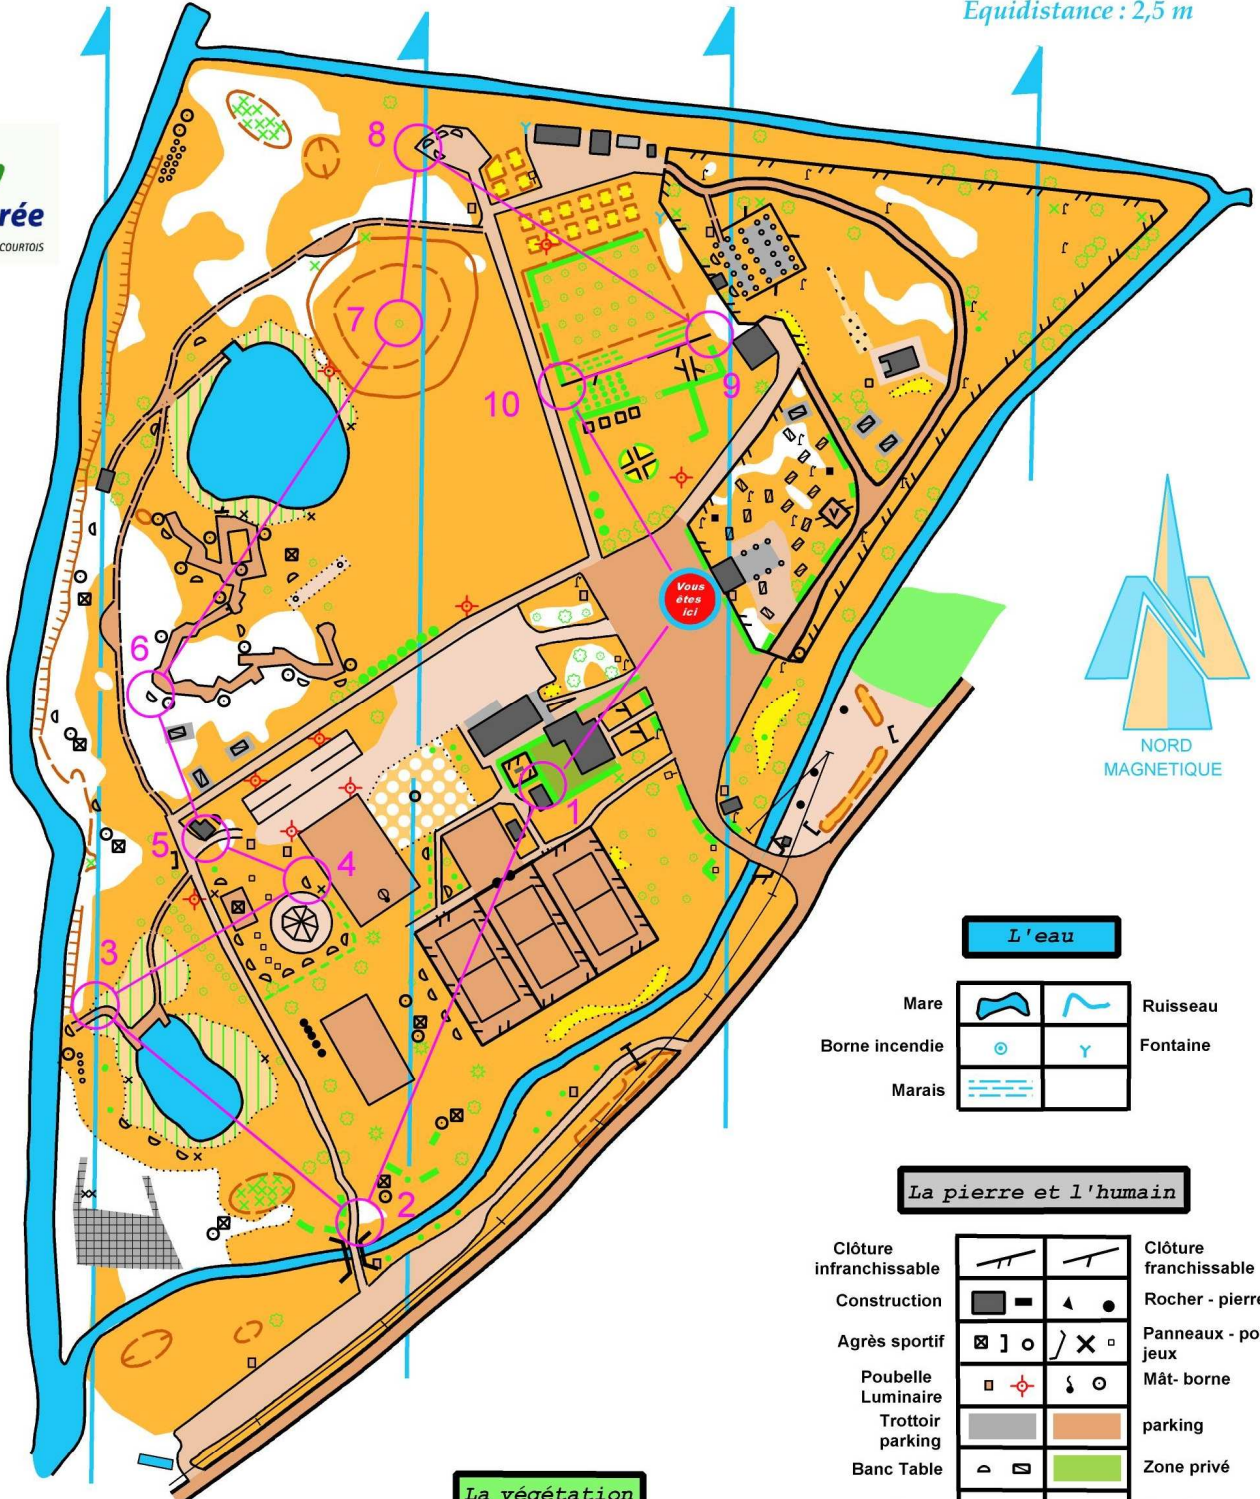 Equidistance : 2,5 m
rée
COURTOIS
8
7
9
10
Vous
êtes
ici
6
1
5
4
3
2
NORD
MAGNETIQUE
L'eau
Mare
Ruisseau
Borne incendie
Fontaine
Marais
La pierre et l'humain
Clôture
infranchissable
Clôture
franchissable
Construction
Rocher - pierre
Agrès sportif
Panneaux - po
jeux
Poubelle
Luminaire
Mât- borne
Trottoir
parking
parking
Banc Table
Zone privé
La végétation